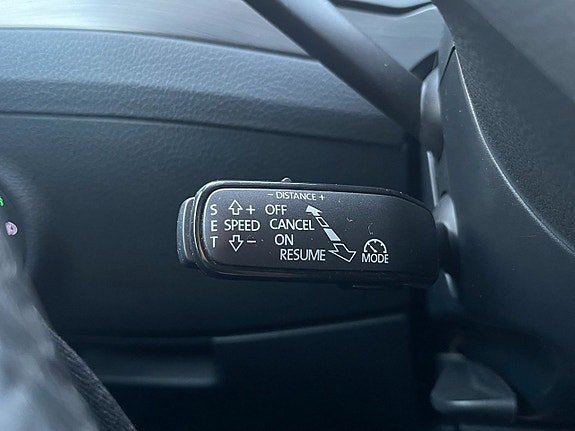 − DISTANCE +
S + OFF
E SPEED CANCEL
T − ON
RESUME
MODE